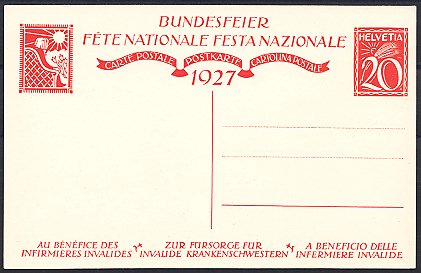 BUNDESFEIER
FÊTE NATIONALE FESTA NAZIONALE
CARTE POSTALE POSTKARTE CARTOLINA POSTALE
1927
HELVETIA
20
AU BÉNÉFICE DES
INFIRMIÈRES INVALIDES
ZUR FÜRSORGE FÜR
INVALIDE KRANKENSCHWESTERN
A BENEFICIO DELLE
INFERMIERE INVALIDE